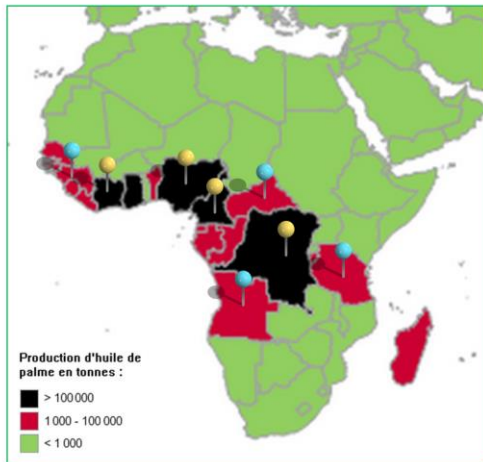 Production d'huile de
palme en tonnes :
> 100 000
1 000 - 100 000
< 1 000